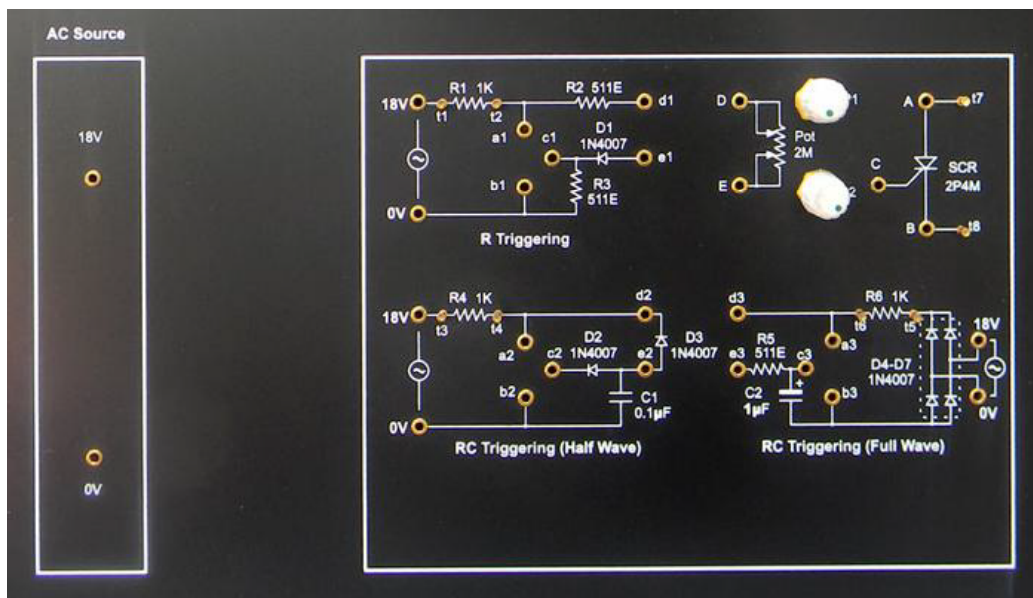 AC Source
18V
0V
R1 1K
R2 511E
18V
t1
t2
d1
a1
c1
D1
1N4007
e1
b1
R3
511E
0V
R Triggering
D
1
Pot
2M
E
2
A
t7
C
SCR
2P4M
B
t8
R4 1K
18V
t3
t4
d2
a2
c2
D2
1N4007
e2
D3
1N4007
b2
C1
0.1µF
0V
RC Triggering (Half Wave)
d3
R6 1K
t6
t5
18V
a3
e3
R5
511E
c3
D4-D7
1N4007
C2
1µF
+
b3
0V
RC Triggering (Full Wave)